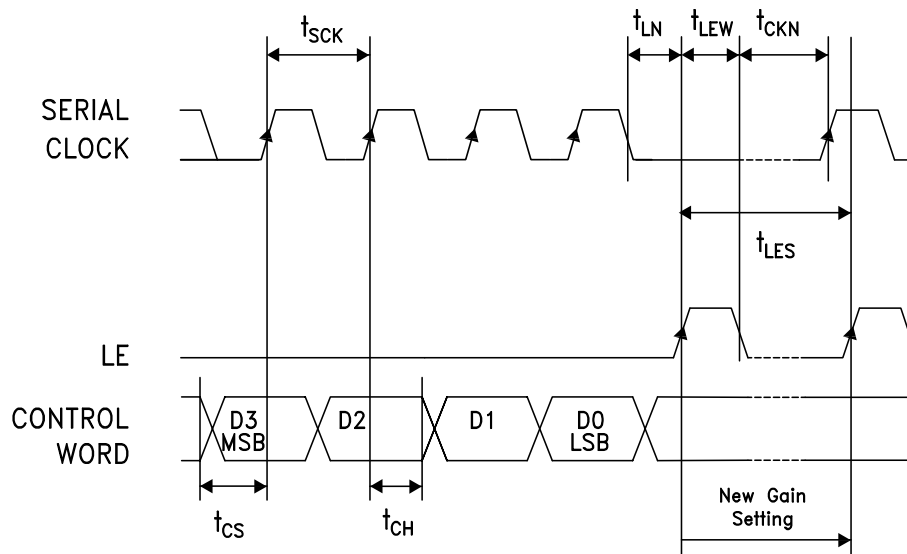 tSCK
tLN
tLEW
tCKN
SERIAL
CLOCK
tLES
LE
CONTROL
WORD
D3
MSB
D2
D1
D0
LSB
tCS
tCH
New Gain
Setting